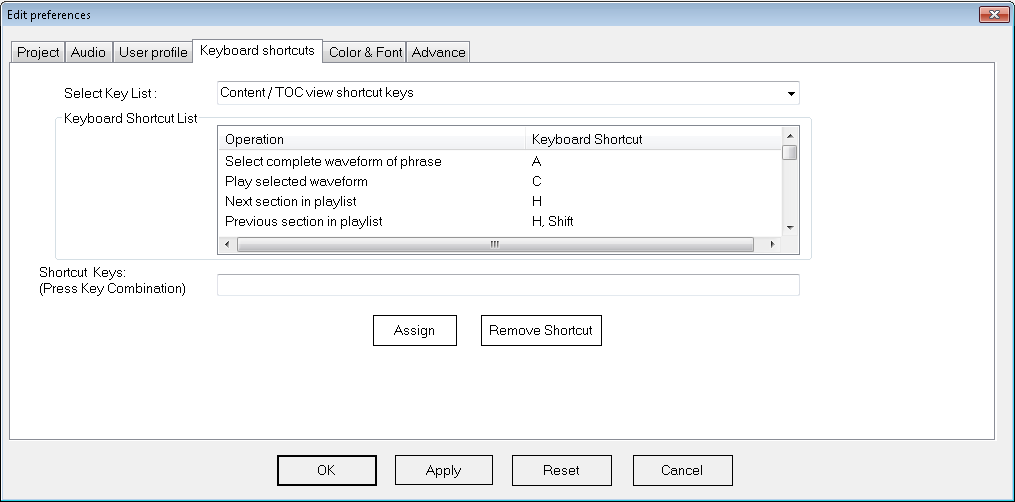 Edit preferences
Project Audio User profile Keyboard shortcuts Color & Font Advance
Select Key List : Content / TOC view shortcut keys
Keyboard Shortcut List
Operation Keyboard Shortcut
Select complete waveform of phrase A
Play selected waveform C
Next section in playlist H
Previous section in playlist H, Shift
Shortcut Keys:
(Press Key Combination)
Assign Remove Shortcut
OK Apply Reset Cancel